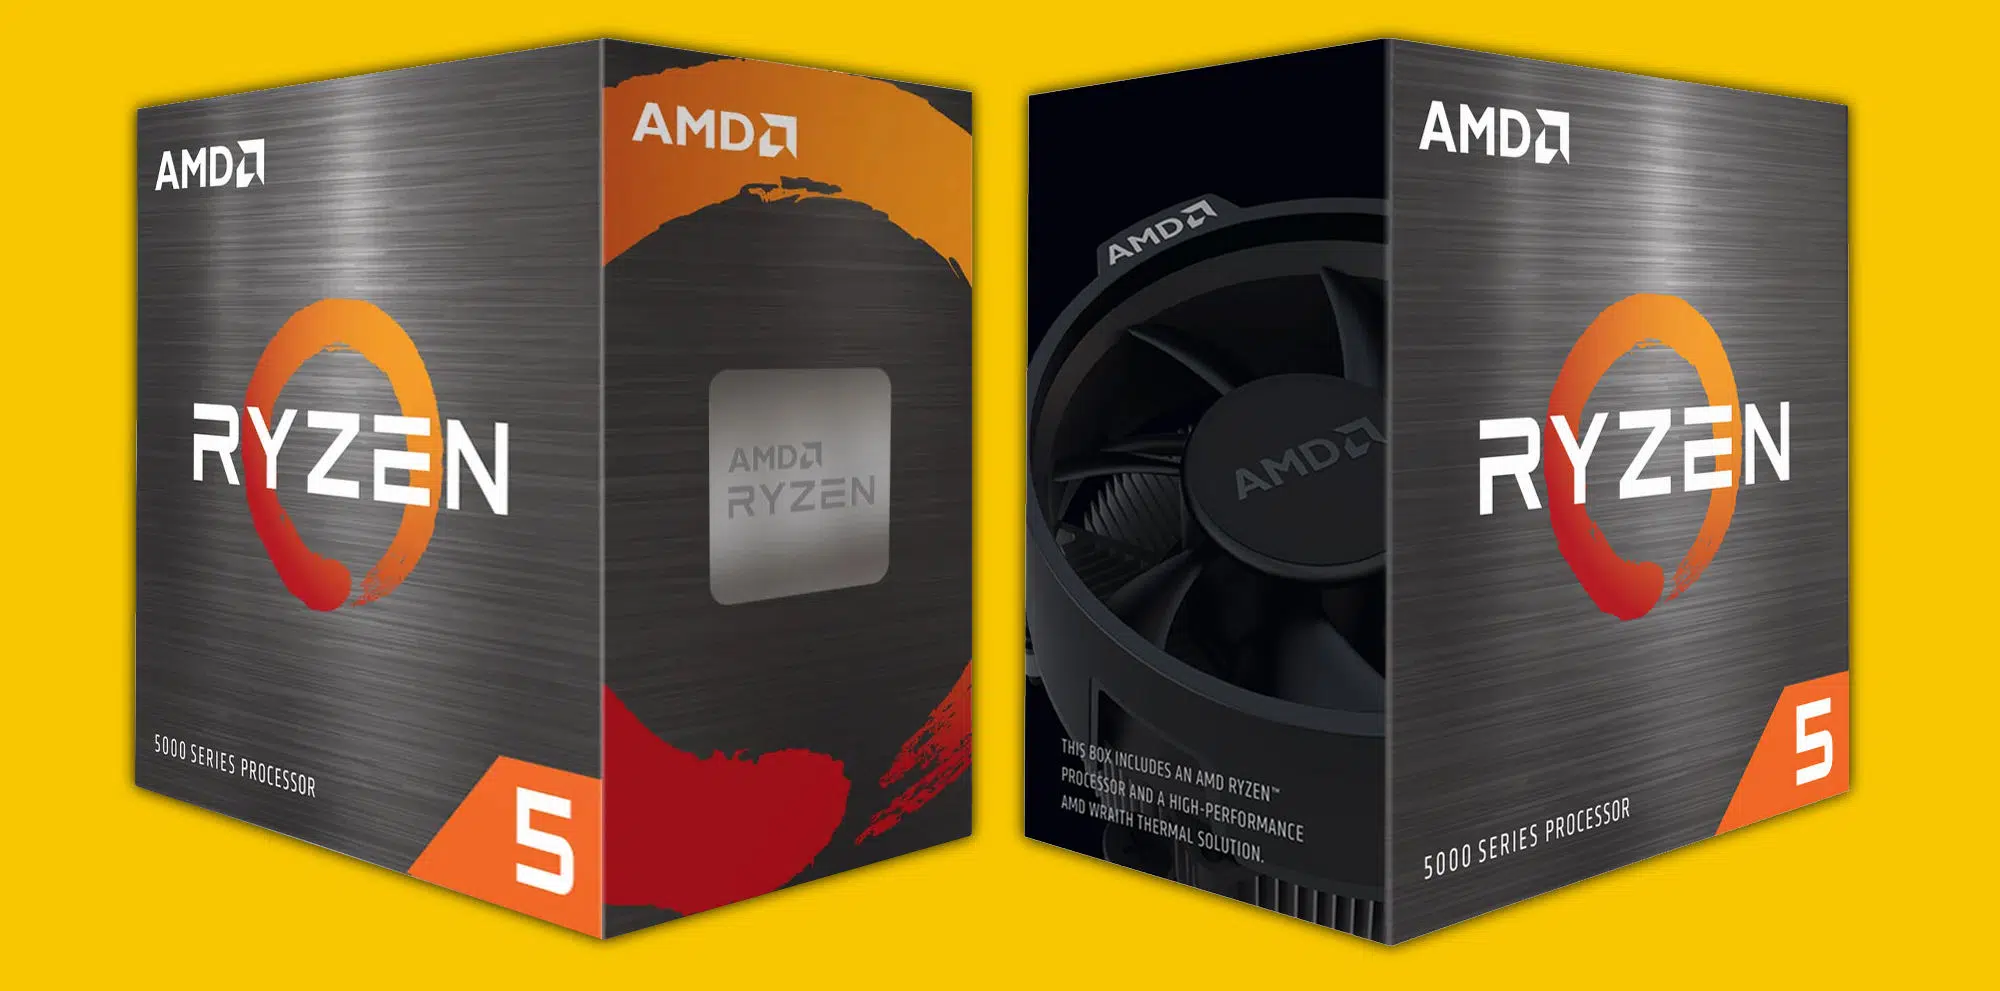 AMD
RYZEN
5000 SERIES PROCESSOR
5
AMD
AMD
RYZEN
AMD
AMD
THIS BOX INCLUDES AN AMD RYZEN™
PROCESSOR AND A HIGH-PERFORMANCE
AMD WRAITH THERMAL SOLUTION.
AMD
RYZEN
5
5000 SERIES PROCESSOR